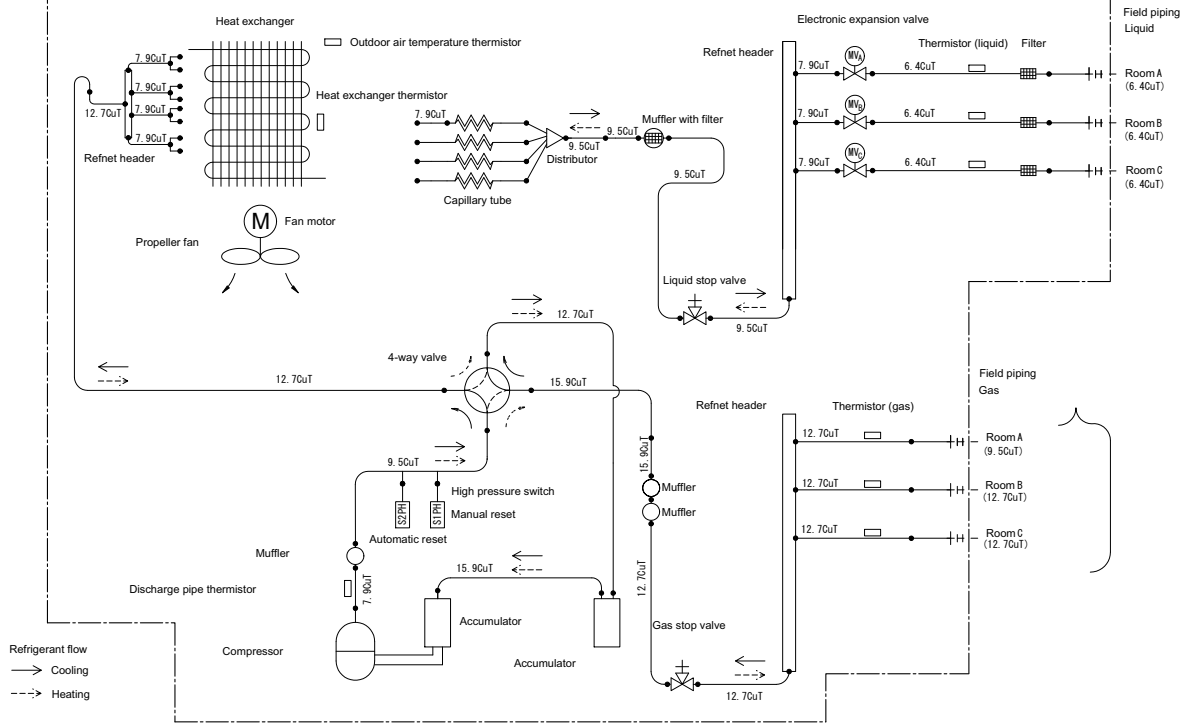 Heat exchanger
Outdoor air temperature thermistor
7.9CuT
7.9CuT
7.9CuT
7.9CuT
12.7CuT
Refnet header
Heat exchanger thermistor
M
Fan motor
Propeller fan
7.9CuT
Capillary tube
Distributor
9.5CuT
9.5CuT
Muffler with filter
9.5CuT
Liquid stop valve
9.5CuT
Refnet header
Electronic expansion valve
Thermistor (liquid)
Filter
Field piping
Liquid
7.9CuT
MVA
6.4CuT
Room A
(6.4CuT)
7.9CuT
MVB
6.4CuT
Room B
(6.4CuT)
7.9CuT
MVC
6.4CuT
Room C
(6.4CuT)
12.7CuT
4-way valve
12.7CuT
15.9CuT
15.9CuT
9.5CuT
High pressure switch
S2PH
S1PH
Manual reset
Automatic reset
Muffler
Muffler
Muffler
Discharge pipe thermistor
7.9CuT
15.9CuT
12.7CuT
Compressor
Accumulator
Accumulator
Gas stop valve
12.7CuT
Refnet header
Thermistor (gas)
Field piping
Gas
12.7CuT
Room A
(9.5CuT)
12.7CuT
Room B
(12.7CuT)
12.7CuT
Room C
(12.7CuT)
Refrigerant flow
Cooling
Heating